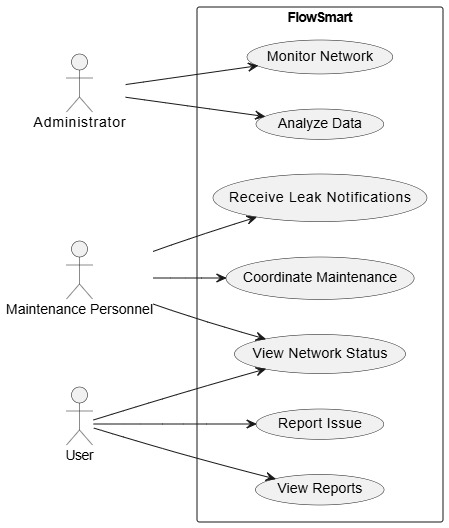 FlowSmart
Monitor Network
Administrator
Analyze Data
Receive Leak Notifications
Coordinate Maintenance
Maintenance Personnel
View Network Status
Report Issue
User
View Reports